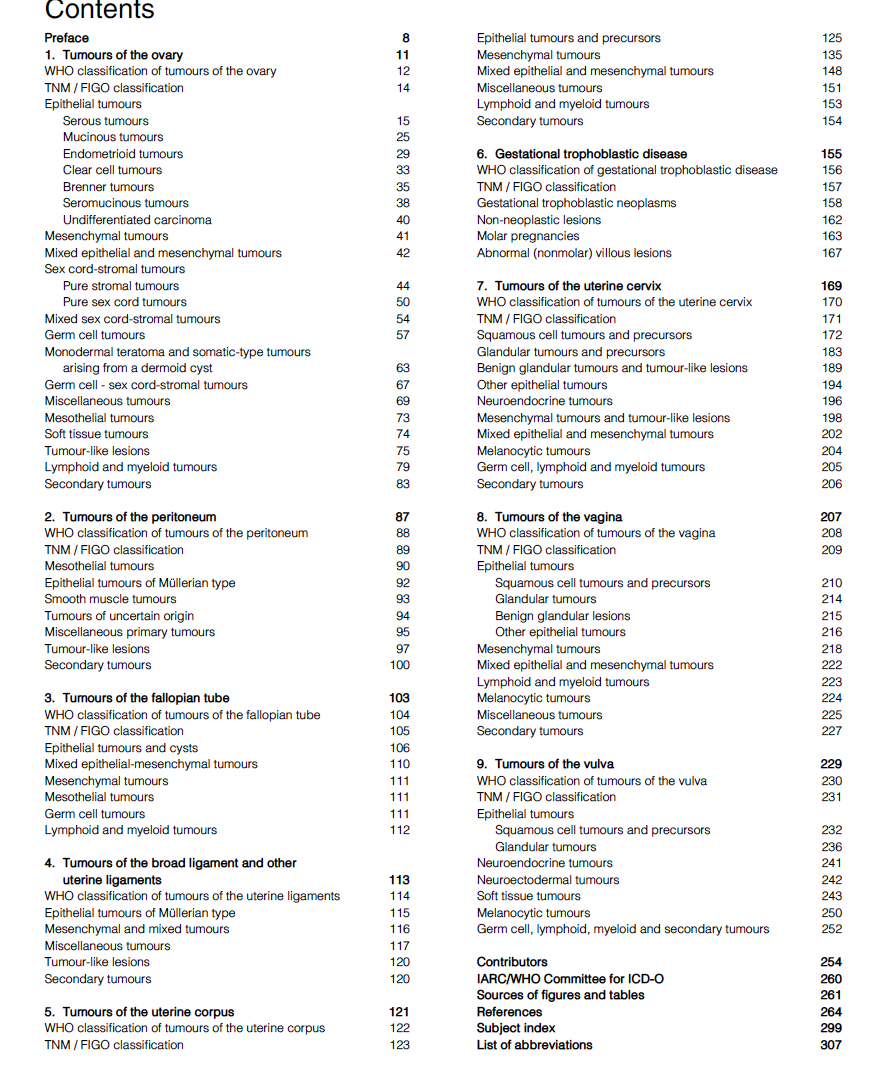 Contents
Preface 8
1. Tumours of the ovary 11
WHO classification of tumours of the ovary 12
TNM / FIGO classification 14
Epithelial tumours
Serous tumours 15
Mucinous tumours 25
Endometrioid tumours 29
Clear cell tumours 33
Brenner tumours 35
Seromucinous tumours 38
Undifferentiated carcinoma 40
Mesenchymal tumours 41
Mixed epithelial and mesenchymal tumours 42
Sex cord-stromal tumours
Pure stromal tumours 44
Pure sex cord tumours 50
Mixed sex cord-stromal tumours 54
Germ cell tumours 57
Monodermal teratoma and somatic-type tumours
arising from a dermoid cyst 63
Germ cell - sex cord-stromal tumours 67
Miscellaneous tumours 69
Mesothelial tumours 73
Soft tissue tumours 74
Tumour-like lesions 75
Lymphoid and myeloid tumours 79
Secondary tumours 83
2. Tumours of the peritoneum 87
WHO classification of tumours of the peritoneum 88
TNM / FIGO classification 89
Mesothelial tumours 90
Epithelial tumours of Müllerian type 92
Smooth muscle tumours 93
Tumours of uncertain origin 94
Miscellaneous primary tumours 95
Tumour-like lesions 97
Secondary tumours 100
3. Tumours of the fallopian tube 103
WHO classification of tumours of the fallopian tube 104
TNM / FIGO classification 105
Epithelial tumours and cysts 106
Mixed epithelial-mesenchymal tumours 110
Mesenchymal tumours 111
Mesothelial tumours 111
Germ cell tumours 111
Lymphoid and myeloid tumours 112
4. Tumours of the broad ligament and other
uterine ligaments 113
WHO classification of tumours of the uterine ligaments 114
Epithelial tumours of Müllerian type 115
Mesenchymal and mixed tumours 116
Miscellaneous tumours 117
Tumour-like lesions 120
Secondary tumours 120
5. Tumours of the uterine corpus 121
WHO classification of tumours of the uterine corpus 122
TNM / FIGO classification 123
Epithelial tumours and precursors 125
Mesenchymal tumours 135
Mixed epithelial and mesenchymal tumours 148
Miscellaneous tumours 151
Lymphoid and myeloid tumours 153
Secondary tumours 154
6. Gestational trophoblastic disease 155
WHO classification of gestational trophoblastic disease 156
TNM / FIGO classification 157
Gestational trophoblastic neoplasms 158
Non-neoplastic lesions 162
Molar pregnancies 163
Abnormal (nonmolar) villous lesions 167
7. Tumours of the uterine cervix 169
WHO classification of tumours of the uterine cervix 170
TNM / FIGO classification 171
Squamous cell tumours and precursors 172
Glandular tumours and precursors 183
Benign glandular tumours and tumour-like lesions 189
Other epithelial tumours 194
Neuroendocrine tumours 196
Mesenchymal tumours and tumour-like lesions 198
Mixed epithelial and mesenchymal tumours 202
Melanocytic tumours 204
Germ cell, lymphoid and myeloid tumours 205
Secondary tumours 206
8. Tumours of the vagina 207
WHO classification of tumours of the vagina 208
TNM / FIGO classification 209
Epithelial tumours
Squamous cell tumours and precursors 210
Glandular tumours 214
Benign glandular lesions 215
Other epithelial tumours 216
Mesenchymal tumours 218
Mixed epithelial and mesenchymal tumours 222
Lymphoid and myeloid tumours 223
Melanocytic tumours 224
Miscellaneous tumours 225
Secondary tumours 227
9. Tumours of the vulva 229
WHO classification of tumours of the vulva 230
TNM / FIGO classification 231
Epithelial tumours
Squamous cell tumours and precursors 232
Glandular tumours 236
Neuroendocrine tumours 241
Neuroectodermal tumours 242
Soft tissue tumours 243
Melanocytic tumours 250
Germ cell, lymphoid, myeloid and secondary tumours 252
Contributors 254
IARC/WHO Committee for ICD-O 260
Sources of figures and tables 261
References 264
Subject index 299
List of abbreviations 307